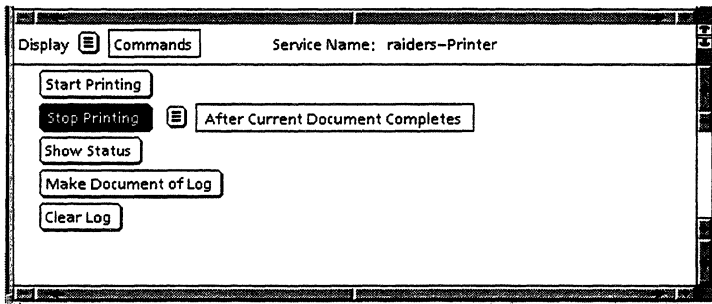 Display Commands Service Name: raiders-Printer
Start Printing
Stop Printing After Current Document Completes
Show Status
Make Document of Log
Clear Log